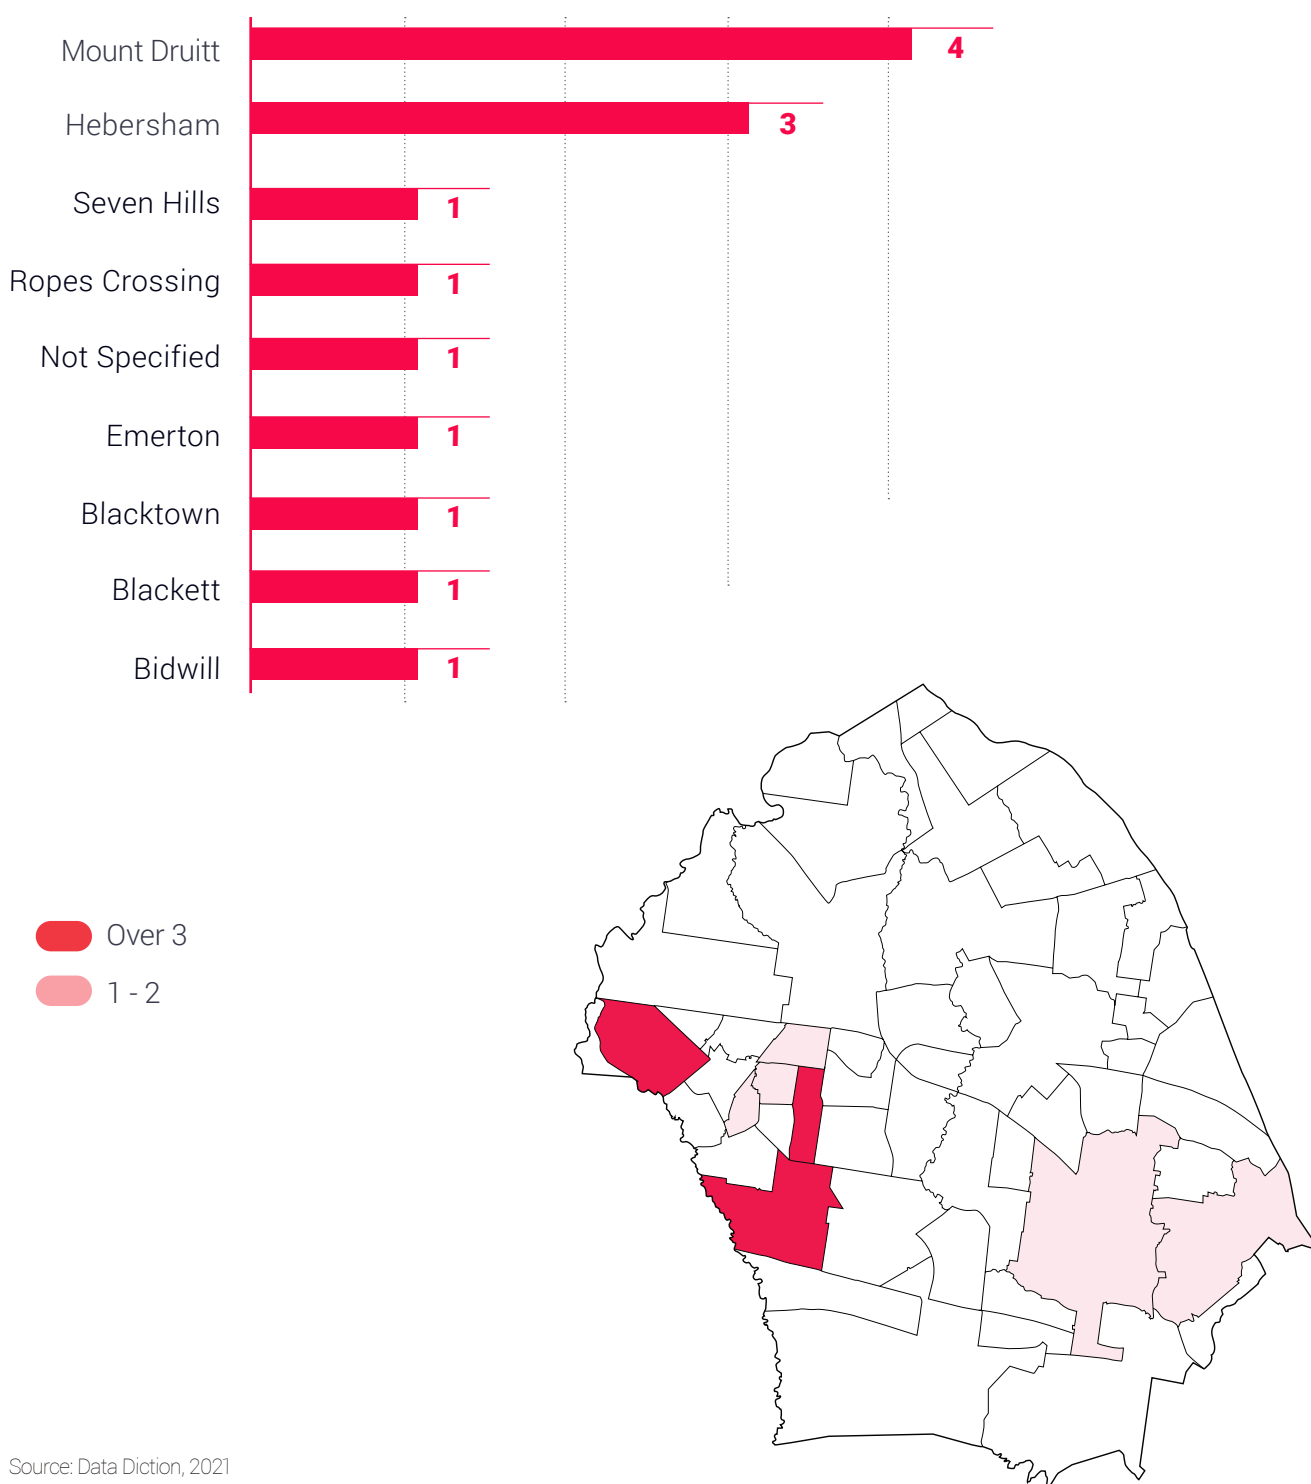 Mount Druitt 4
Hebersham 3
Seven Hills 1
Ropes Crossing 1
Not Specified 1
Emerton 1
Blacktown 1
Blackett 1
Bidwill 1
Over 3
1 - 2
Source: Data Diction, 2021